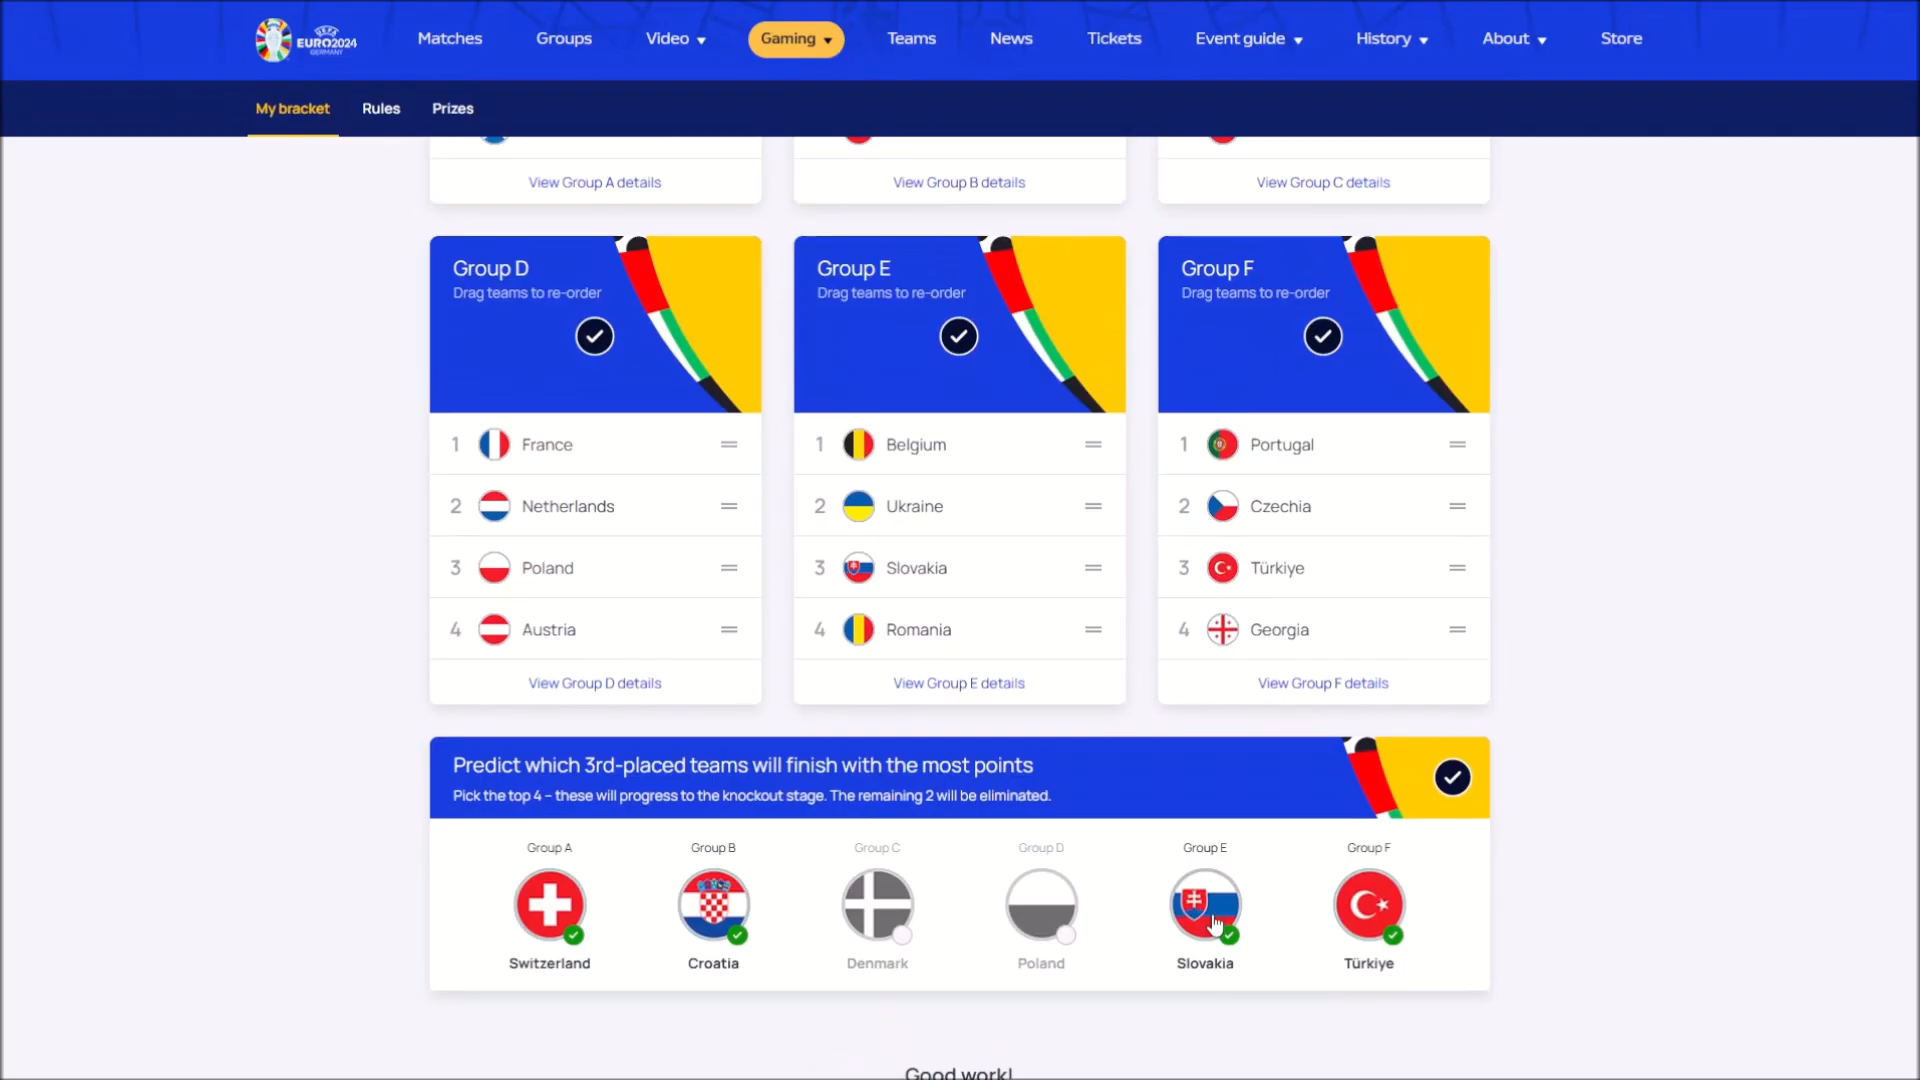 UEFA
EURO2024
GERMANY
Matches
Groups
Video
Gaming
Teams
News
Tickets
Event guide
History
About
Store
My bracket
Rules
Prizes
View Group A details
View Group B details
View Group C details
Group D
Drag teams to re-order
1 France
2 Netherlands
3 Poland
4 Austria
View Group D details
Group E
Drag teams to re-order
1 Belgium
2 Ukraine
3 Slovakia
4 Romania
View Group E details
Group F
Drag teams to re-order
1 Portugal
2 Czechia
3 Türkiye
4 Georgia
View Group F details
Predict which 3rd-placed teams will finish with the most points
Pick the top 4 – these will progress to the knockout stage. The remaining 2 will be eliminated.
Group A
Switzerland
Group B
Croatia
Group C
Denmark
Group D
Poland
Group E
Slovakia
Group F
Türkiye
Good work!